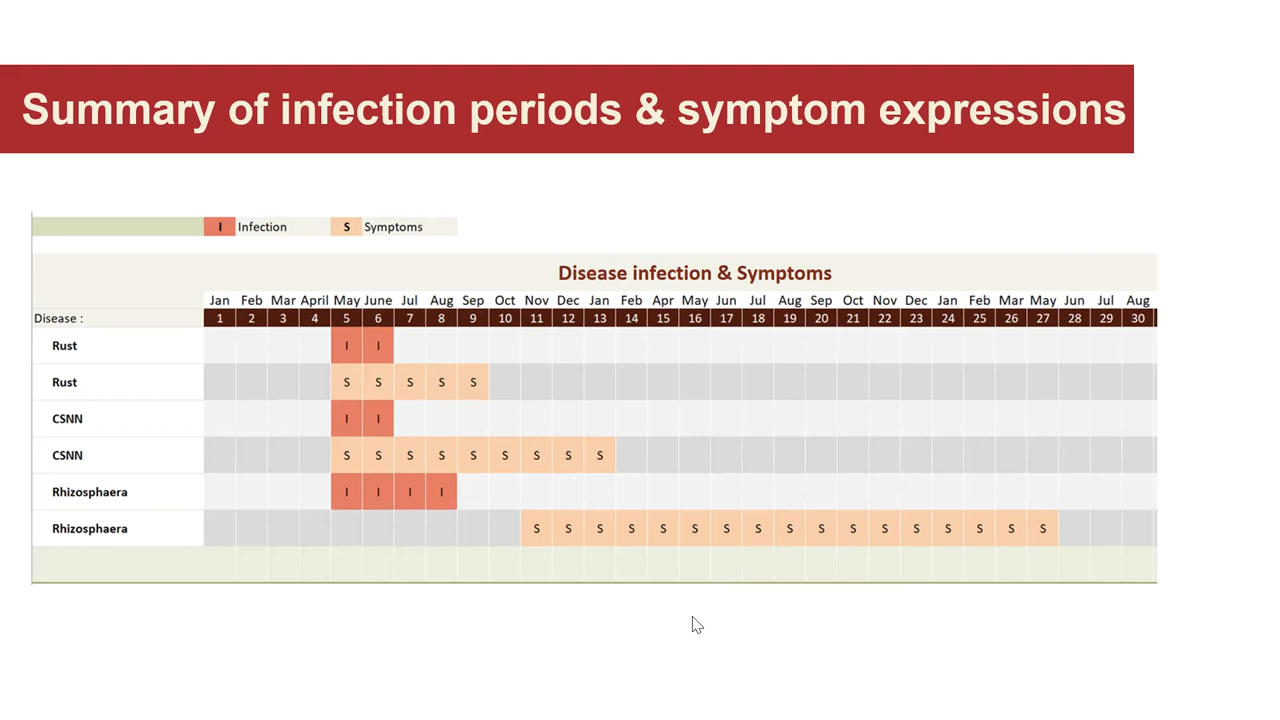 Summary of infection periods & symptom expressions
I Infection S Symptoms
Disease infection & Symptoms
Jan Feb Mar April May June Jul Aug Sep Oct Nov Dec Jan Feb Apr May Jun Jul Aug Sep Oct Nov Dec Jan Feb Mar May Jun Jul Aug
Disease : 1 2 3 4 5 6 7 8 9 10 11 12 13 14 15 16 17 18 19 20 21 22 23 24 25 26 27 28 29 30
Rust I I
Rust S S S S S
CSNN I I
CSNN S S S S S S S S S
Rhizosphaera I I I I
Rhizosphaera S S S S S S S S S S S S S S S S S